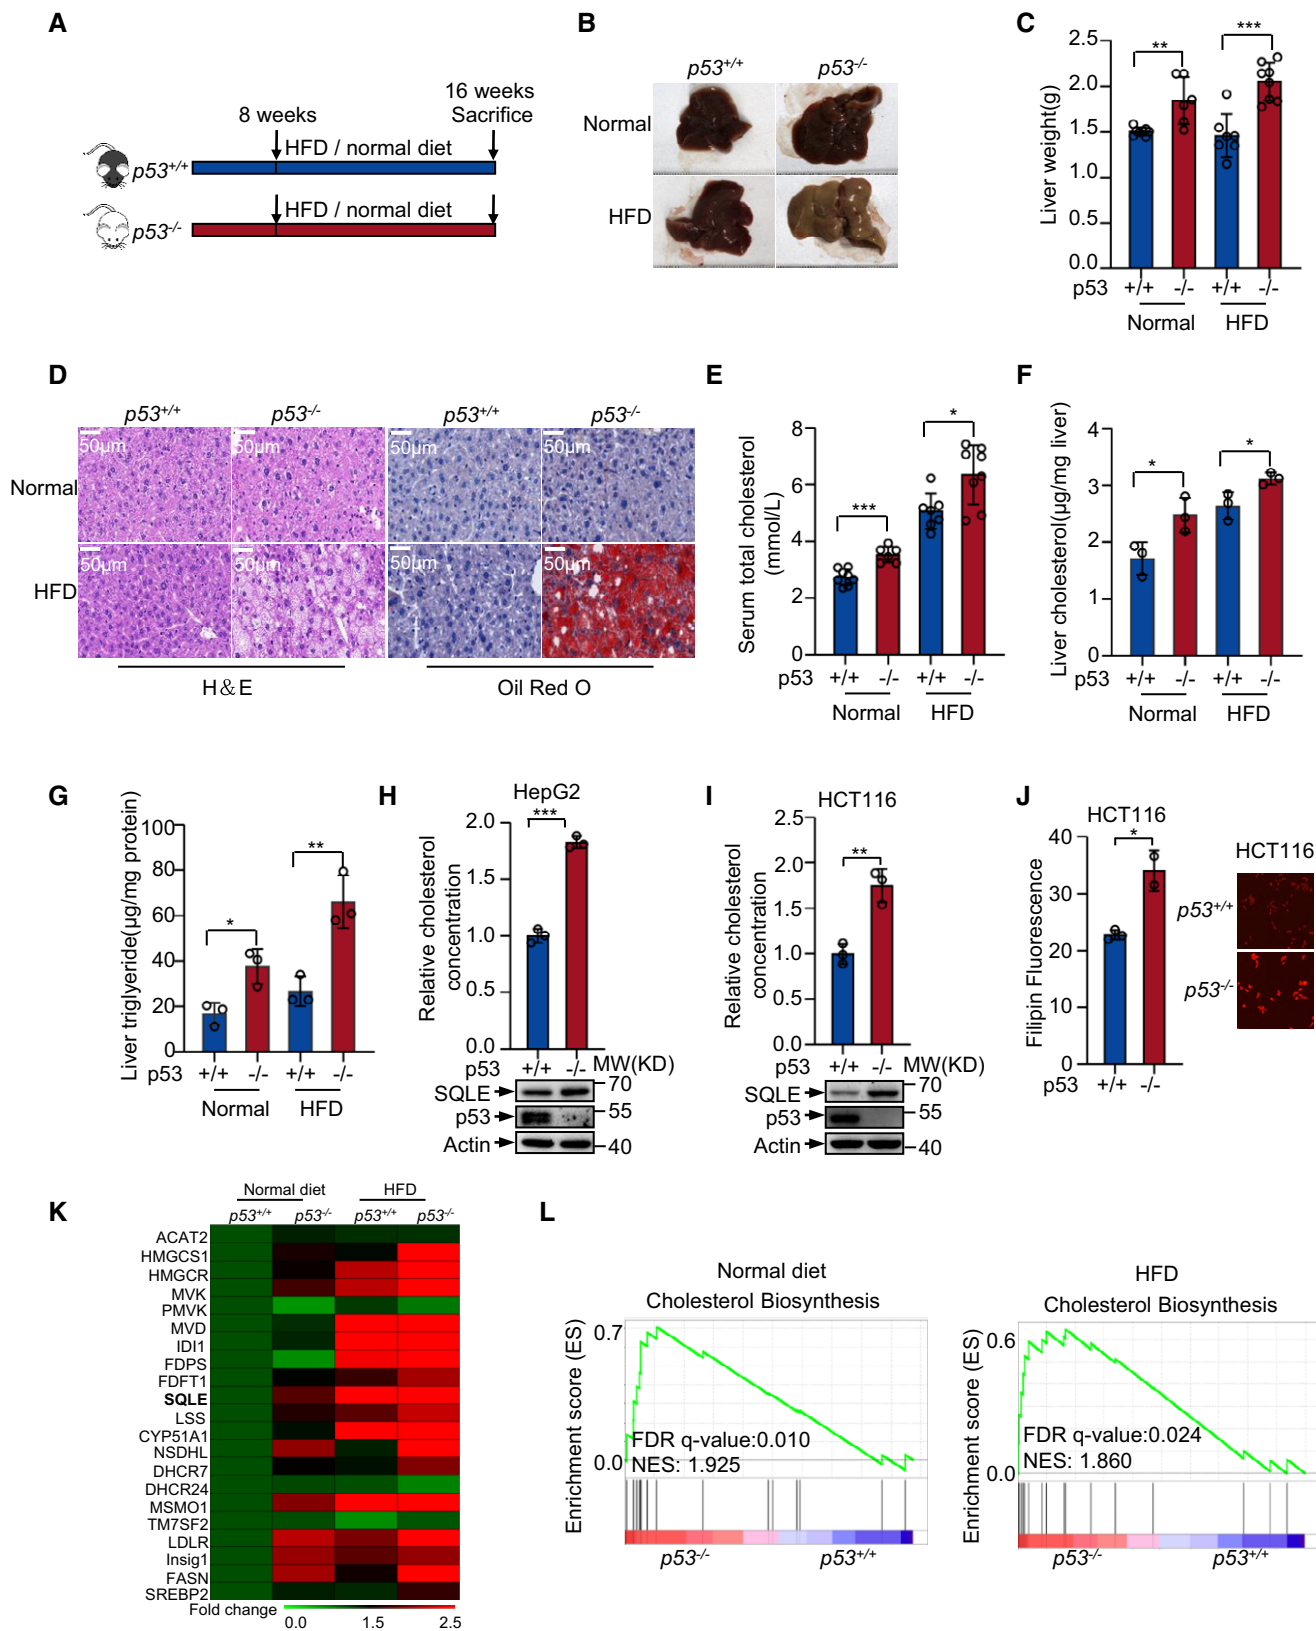 A
8 weeks
16 weeks
Sacrifice
HFD / normal diet
p53+/+
HFD / normal diet
p53-/-
B
p53+/+ p53-/-
Normal
HFD
C
Liver weight(g)
2.5
2.0
1.5
1.0
0.5
0.0
** ***
p53 +/+ -/- +/+ -/-
Normal HFD
D
p53+/+ p53-/- p53+/+ p53-/-
Normal
50µm 50µm 50µm 50µm
HFD
50µm 50µm 50µm 50µm
H&E Oil Red O
E
Serum total cholesterol
(mmol/L)
8
6
4
2
0
*** *
p53 +/+ -/- +/+ -/-
Normal HFD
F
Liver cholesterol(µg/mg liver)
4
3
2
1
0
* *
p53 +/+ -/- +/+ -/-
Normal HFD
G
Liver triglyeride(µg/mg protein)
100
80
60
40
20
0
* **
p53 +/+ -/- +/+ -/-
Normal HFD
H
HepG2
Relative cholesterol
concentration
2.0
1.5
1.0
0.5
0.0
***
p53 +/+ -/- MW(KD)
SQLE 70
p53 55
Actin 40
I
HCT116
Relative cholesterol
concentration
2.5
2.0
1.5
1.0
0.5
0.0
**
p53 +/+ -/- MW(KD)
SQLE 70
p53 55
Actin 40
J
HCT116
Filipin Fluorescence
40
30
20
10
0
*
p53 +/+ -/-
HCT116
p53+/+
p53-/-
K
Normal diet HFD
p53+/+ p53-/- p53+/+ p53-/-
ACAT2
HMGCS1
HMGCR
MVK
PMVK
MVD
IDI1
FDPS
FDFT1
SQLE
LSS
CYP51A1
NSDHL
DHCR7
DHCR24
MSMO1
TM7SF2
LDLR
Insig1
FASN
SREBP2
Fold change
0.0 1.5 2.5
L
Normal diet
Cholesterol Biosynthesis
Enrichment score (ES)
0.7
0.0
FDR q-value:0.010
NES: 1.925
p53-/- p53+/+
HFD
Cholesterol Biosynthesis
Enrichment score (ES)
0.6
0.0
FDR q-value:0.024
NES: 1.860
p53-/- p53+/+